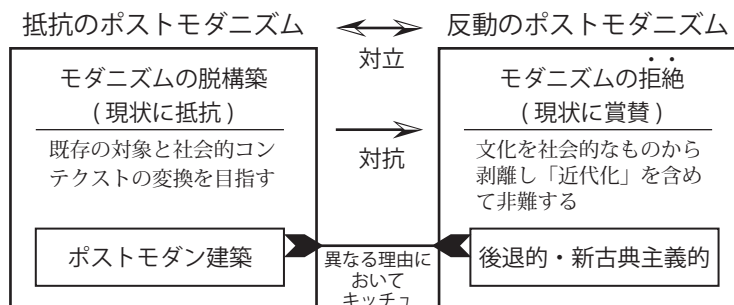 抵抗のポストモダニズム
反動のポストモダニズム
対立
モダニズムの脱構築
(現状に抵抗)
既存の対象と社会的コン
テクストの変換を目指す
対抗
モダニズムの拒絶
(現状に賞賛)
文化を社会的なものから
剥離し「近代化」を含め
て非難する
ポストモダン建築
異なる理由に
おいて
キッチュ
後退的・新古典主義的